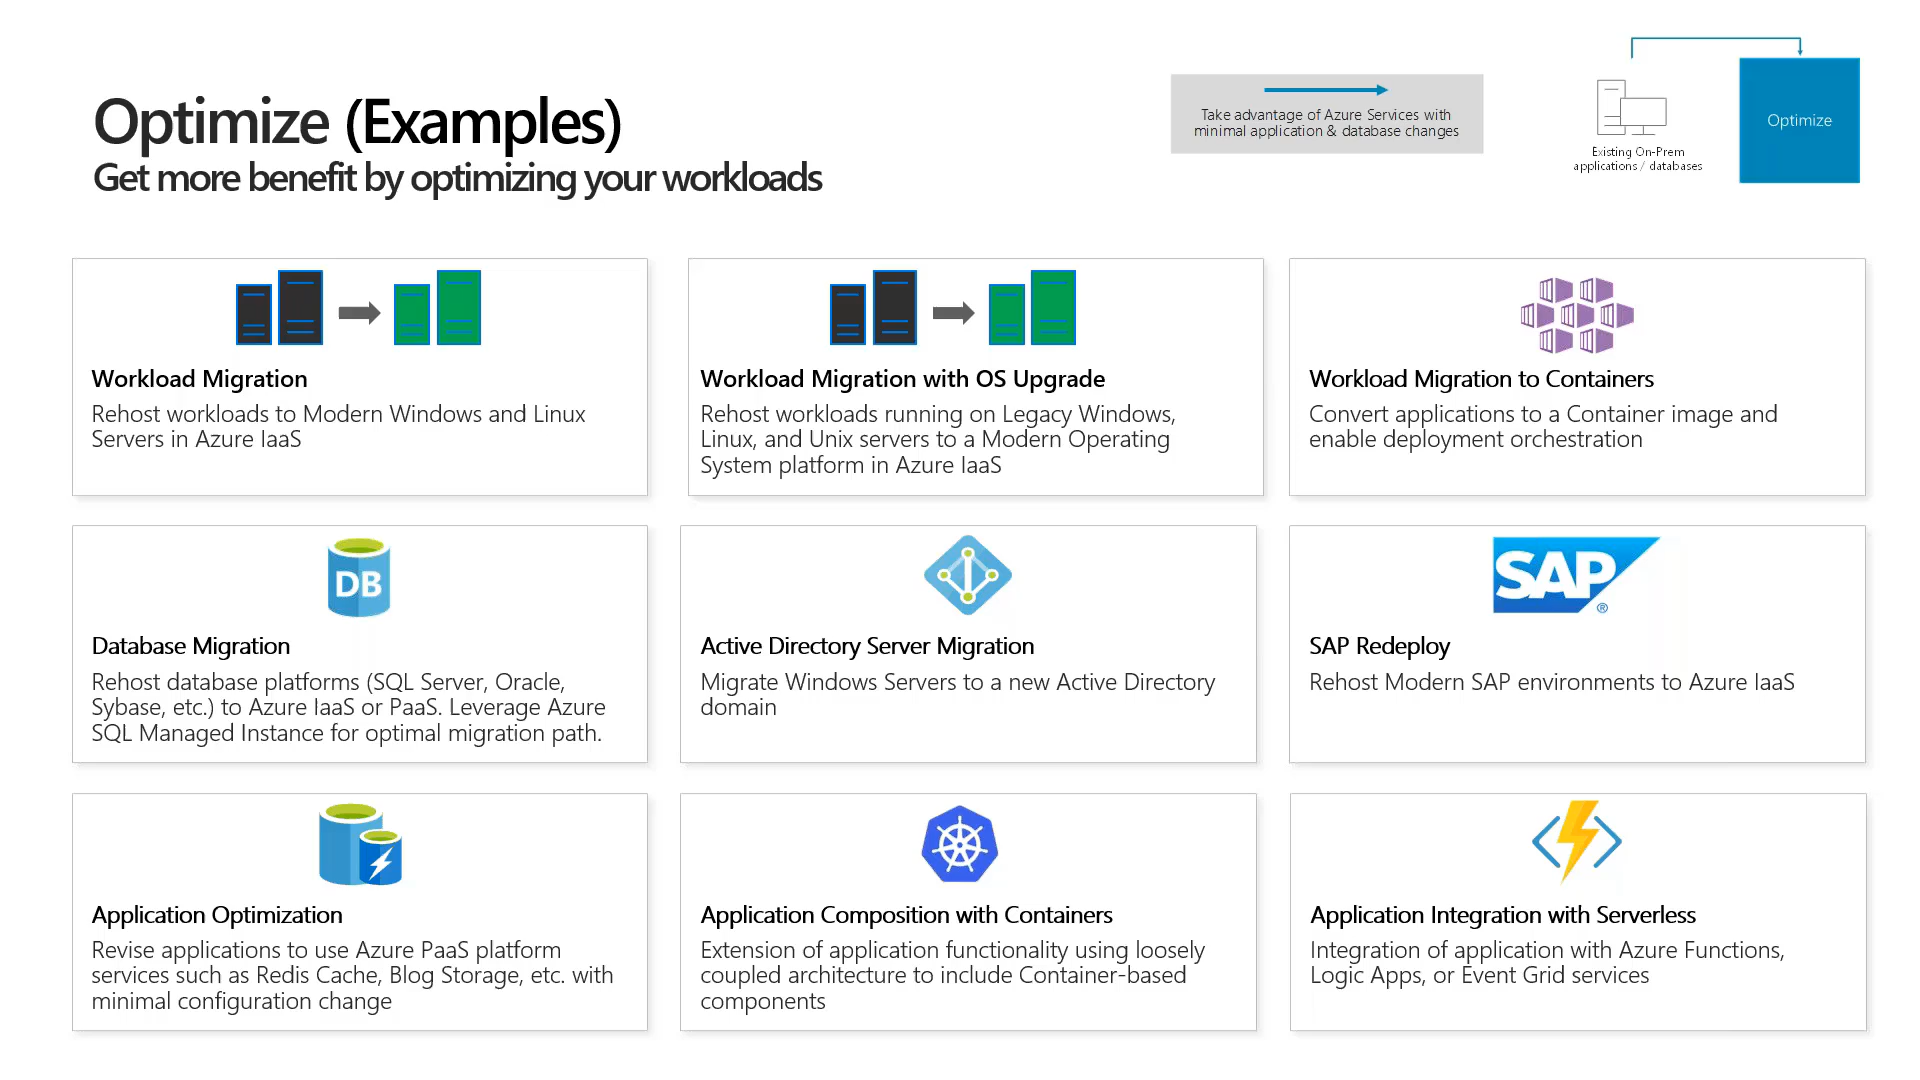 Optimize (Examples)
Get more benefit by optimizing your workloads
Take advantage of Azure Services with
minimal application & database changes
Existing On-Prem
applications / databases
Optimize
Workload Migration
Rehost workloads to Modern Windows and Linux
Servers in Azure IaaS
Workload Migration with OS Upgrade
Rehost workloads running on Legacy Windows,
Linux, and Unix servers to a Modern Operating
System platform in Azure IaaS
Workload Migration to Containers
Convert applications to a Container image and
enable deployment orchestration
DB
Database Migration
Rehost database platforms (SQL Server, Oracle,
Sybase, etc.) to Azure IaaS or PaaS. Leverage Azure
SQL Managed Instance for optimal migration path.
Active Directory Server Migration
Migrate Windows Servers to a new Active Directory
domain
SAP®
SAP Redeploy
Rehost Modern SAP environments to Azure IaaS
Application Optimization
Revise applications to use Azure PaaS platform
services such as Redis Cache, Blog Storage, etc. with
minimal configuration change
Application Composition with Containers
Extension of application functionality using loosely
coupled architecture to include Container-based
components
Application Integration with Serverless
Integration of application with Azure Functions,
Logic Apps, or Event Grid services